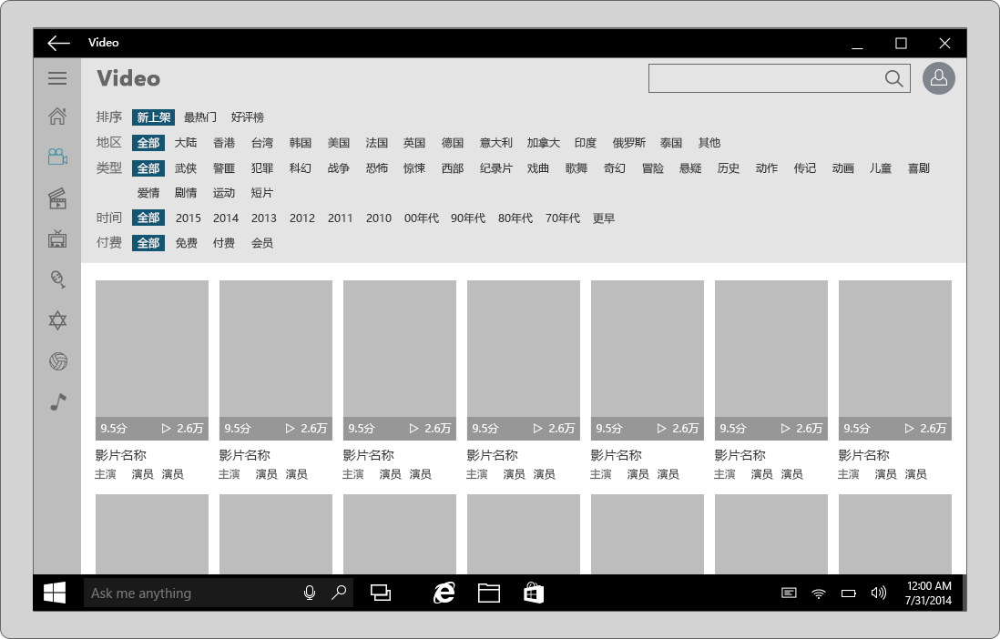 Video
Video
排序 新上架 最热门 好评榜
地区 全部 大陆 香港 台湾 韩国 美国 法国 英国 德国 意大利 加拿大 印度 俄罗斯 泰国 其他
类型 全部 武侠 警匪 犯罪 科幻 战争 恐怖 惊悚 西部 纪录片 戏曲 歌舞 奇幻 冒险 悬疑 历史 动作 传记 动画 儿童 喜剧
爱情 剧情 运动 短片
时间 全部 2015 2014 2013 2012 2011 2010 00年代 90年代 80年代 70年代 更早
付费 全部 免费 付费 会员
9.5分 2.6万 9.5分 2.6万 9.5分 2.6万 9.5分 2.6万 9.5分 2.6万 9.5分 2.6万 9.5分 2.6万
影片名称 影片名称 影片名称 影片名称 影片名称 影片名称 影片名称
主演 演员 演员 主演 演员 演员 主演 演员 演员 主演 演员 演员 主演 演员 演员 主演 演员 演员 主演 演员 演员
Ask me anything
12:00 AM
7/31/2014